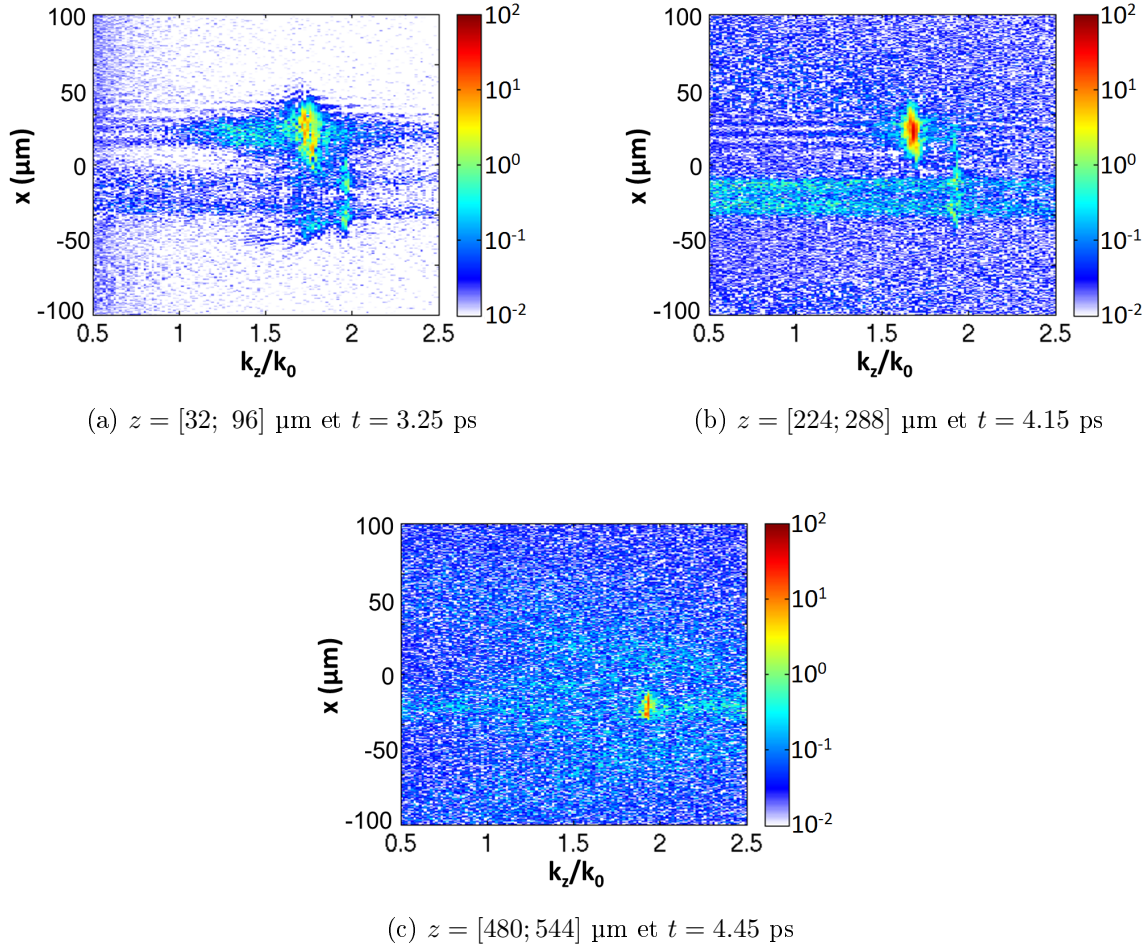 100
50
0
-50
-100
x (µm)
0.5 1 1.5 2 2.5
k_z/k_0
10^2
10^1
10^0
10^-1
10^-2
(a) z = [32; 96] µm et t = 3.25 ps
100
50
0
-50
-100
x (µm)
0.5 1 1.5 2 2.5
k_z/k_0
10^2
10^1
10^0
10^-1
10^-2
(b) z = [224; 288] µm et t = 4.15 ps
100
50
0
-50
-100
x (µm)
0.5 1 1.5 2 2.5
k_z/k_0
10^2
10^1
10^0
10^-1
10^-2
(c) z = [480; 544] µm et t = 4.45 ps